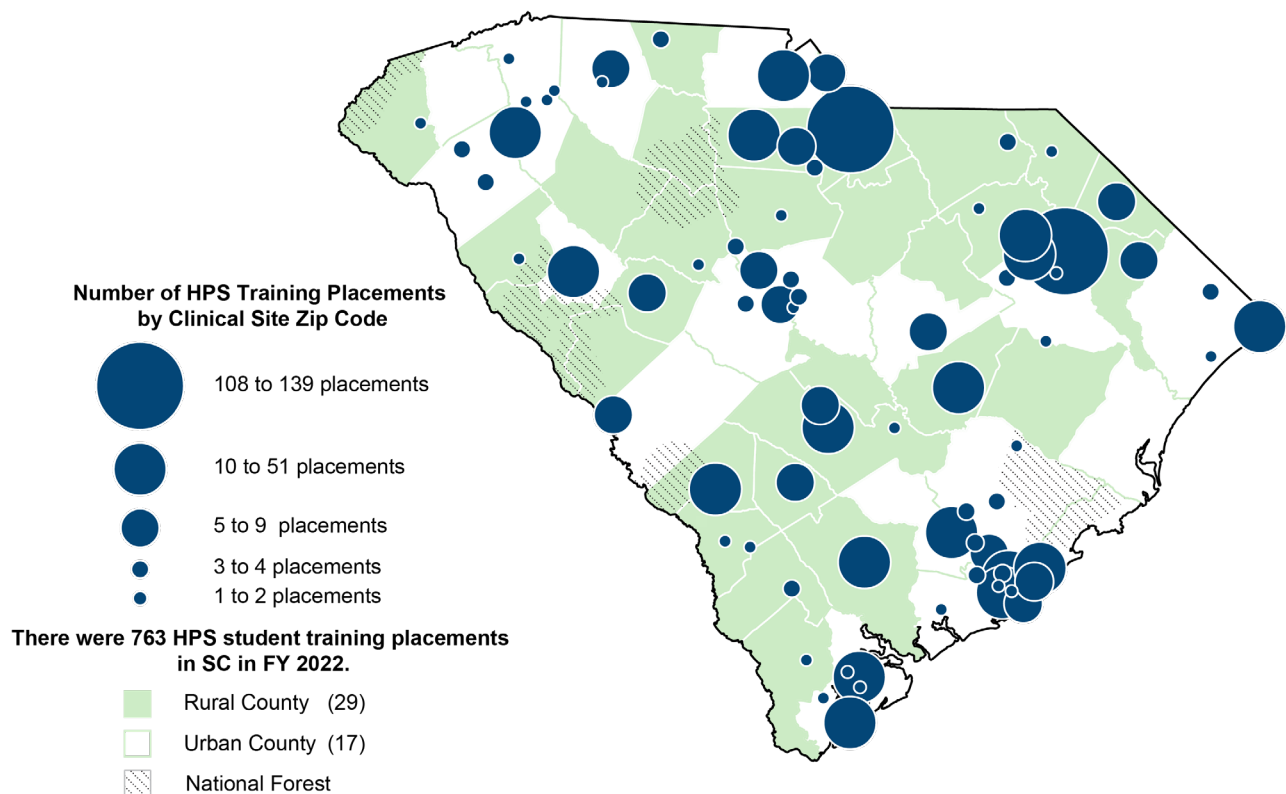 Number of HPS Training Placements
by Clinical Site Zip Code
108 to 139 placements
10 to 51 placements
5 to 9 placements
3 to 4 placements
1 to 2 placements
There were 763 HPS student training placements
in SC in FY 2022.
Rural County (29)
Urban County (17)
National Forest